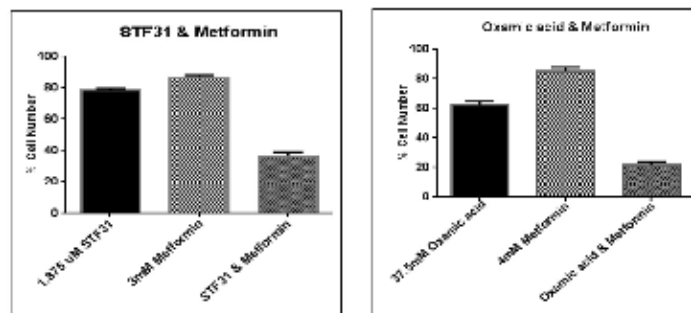 STF31 & Metformin
% Cell Number
100
80
60
40
20
0
1.875 uM STF31
3mM Metformin
STF31 & Metformin
Oxamic acid & Metformin
% Cell Number
100
80
60
40
20
0
37.5mM Oxamic acid
4mM Metformin
Oxamic acid & Metformin